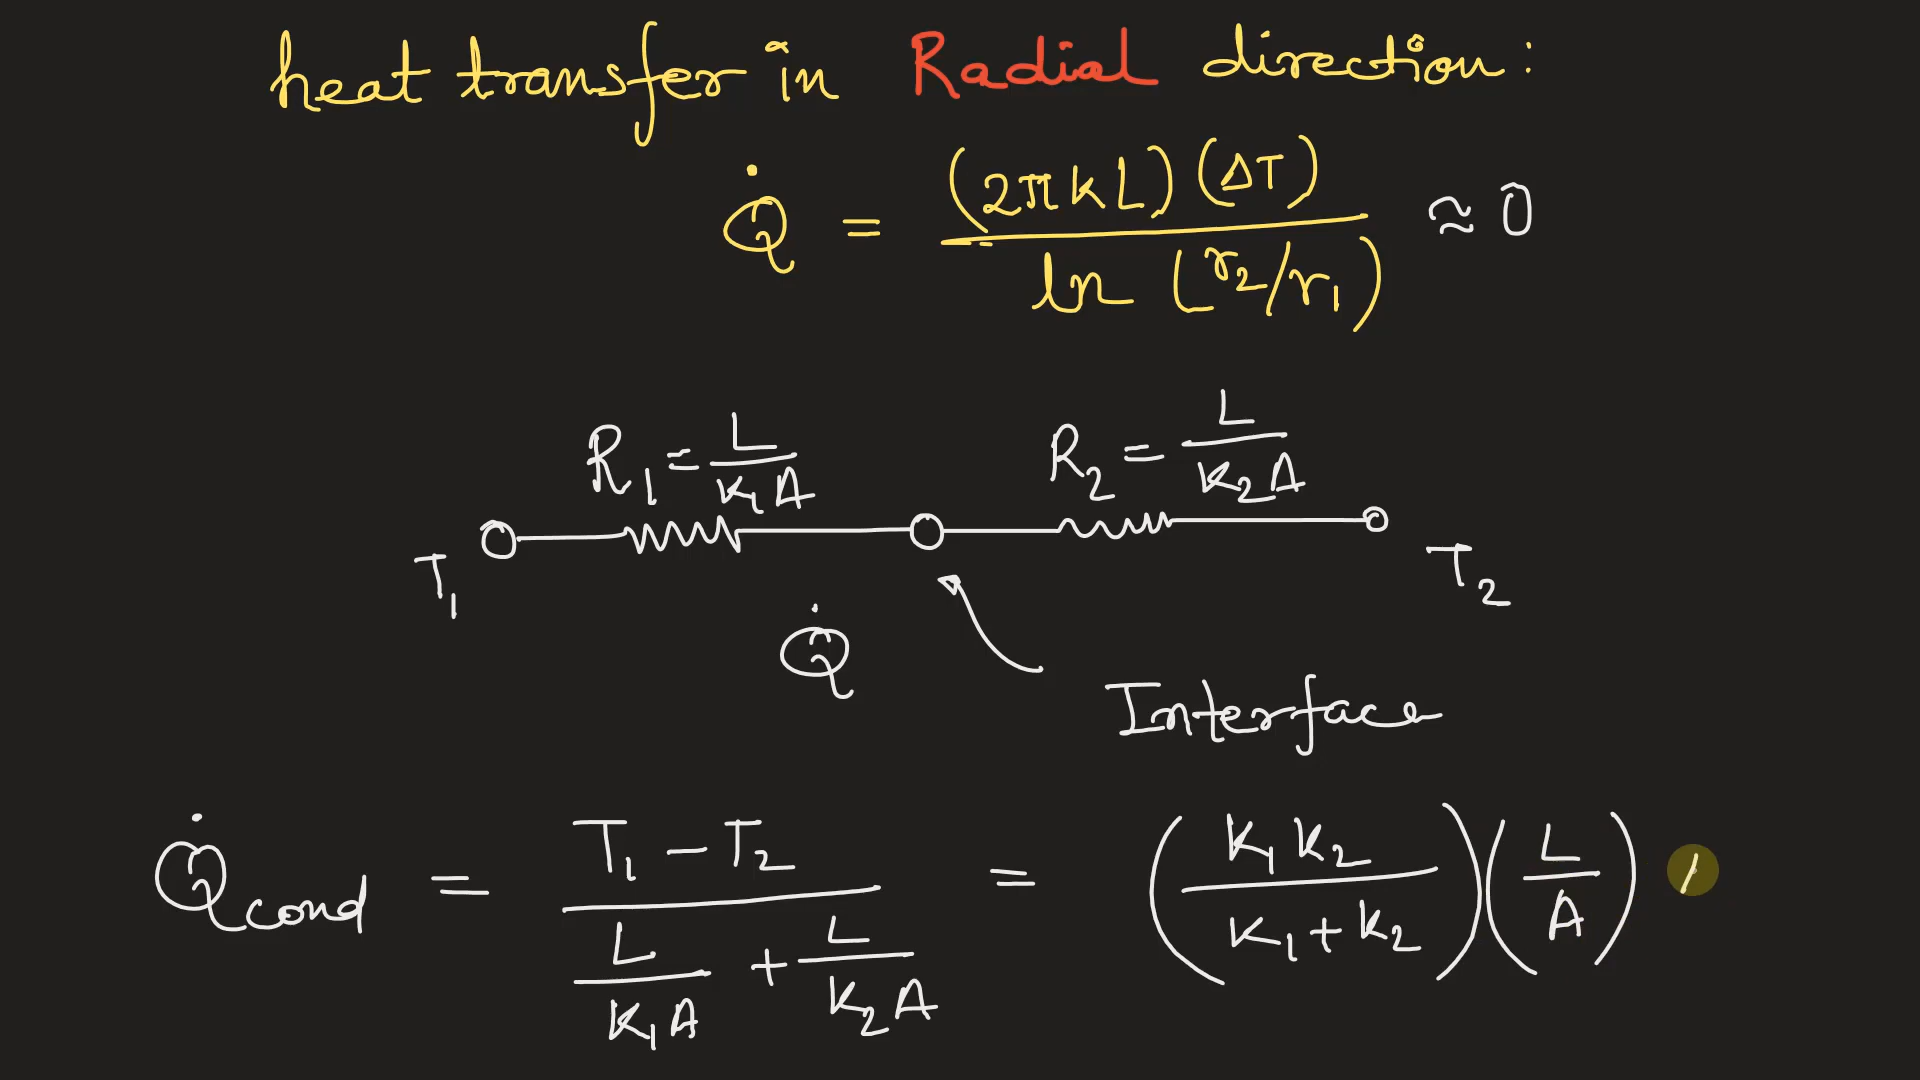 heat transfer in Radial direction:
Q̇ = (2πKL)(ΔT) / ln (r₂/r₁) ≈ 0
R₁ = L / K₁A
R₂ = L / K₂A
T₁
T₂
Q̇
Interface
Q̇cond = (T₁ - T₂) / (L / K₁A + L / K₂A) = (K₁K₂ / K₁+K₂)(L / A)